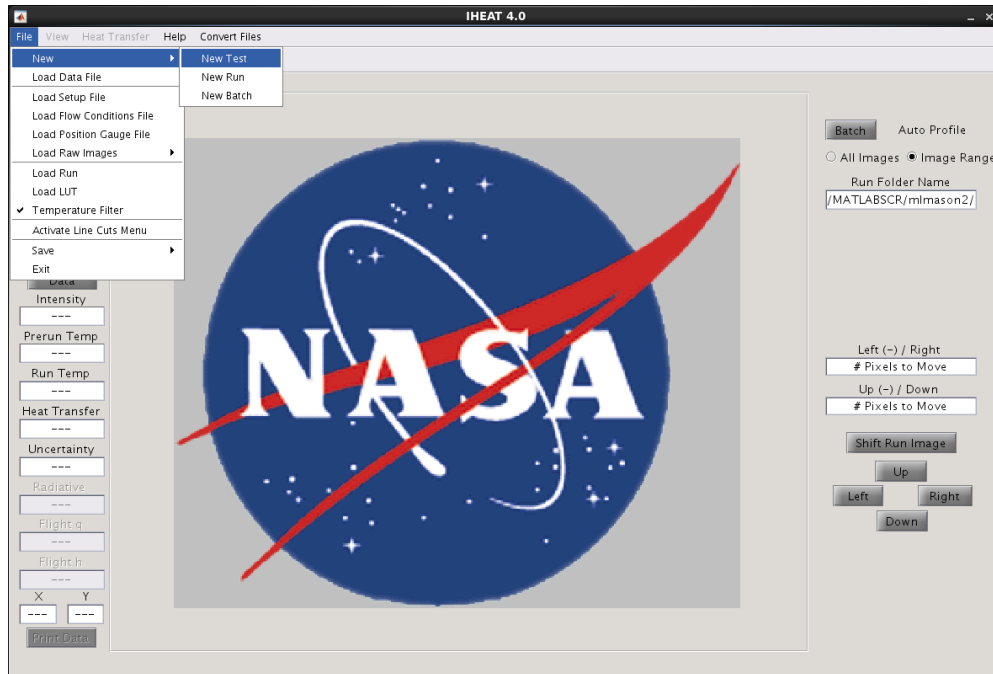 IHEAT 4.0
File View Heat Transfer Help Convert Files
New
Load Data File
Load Setup File
Load Flow Conditions File
Load Position Gauge File
Load Raw Images
Load Run
Load LUT
Temperature Filter
Activate Line Cuts Menu
Save
Exit
New Test
New Run
New Batch
Data
Intensity
---
Prerun Temp
---
Run Temp
---
Heat Transfer
---
Uncertainty
---
Radiative
---
Flight q
---
Flight h
---
X Y
--- ---
Print Data
NASA
Batch Auto Profile
All Images Image Range
Run Folder Name
/MATLABSCR/mlmason2/
Left (-) / Right
# Pixels to Move
Up (-) / Down
# Pixels to Move
Shift Run Image
Up
Left Right
Down